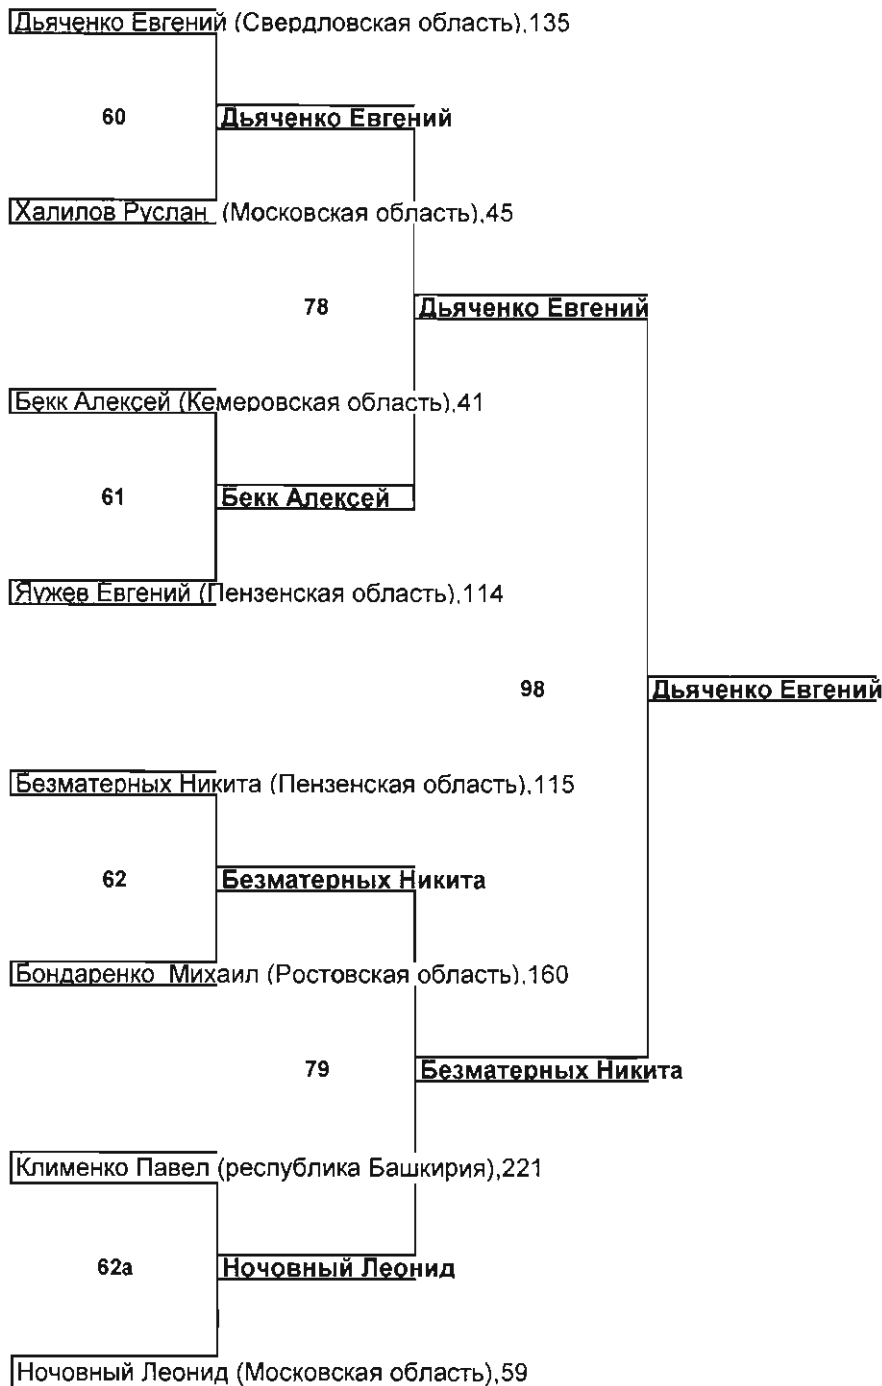 Дьяченко Евгений (Свердловская область),135
60
Дьяченко Евгений
Халилов Руслан (Московская область),45
78
Дьяченко Евгений
Бекк Алексей (Кемеровская область),41
61
Бекк Алексей
Яужев Евгений (Пензенская область),114
98
Дьяченко Евгений
Безматерных Никита (Пензенская область),115
62
Безматерных Никита
Бондаренко Михаил (Ростовская область),160
79
Безматерных Никита
Клименко Павел (республика Башкирия),221
62а
Ночовный Леонид
Ночовный Леонид (Московская область),59